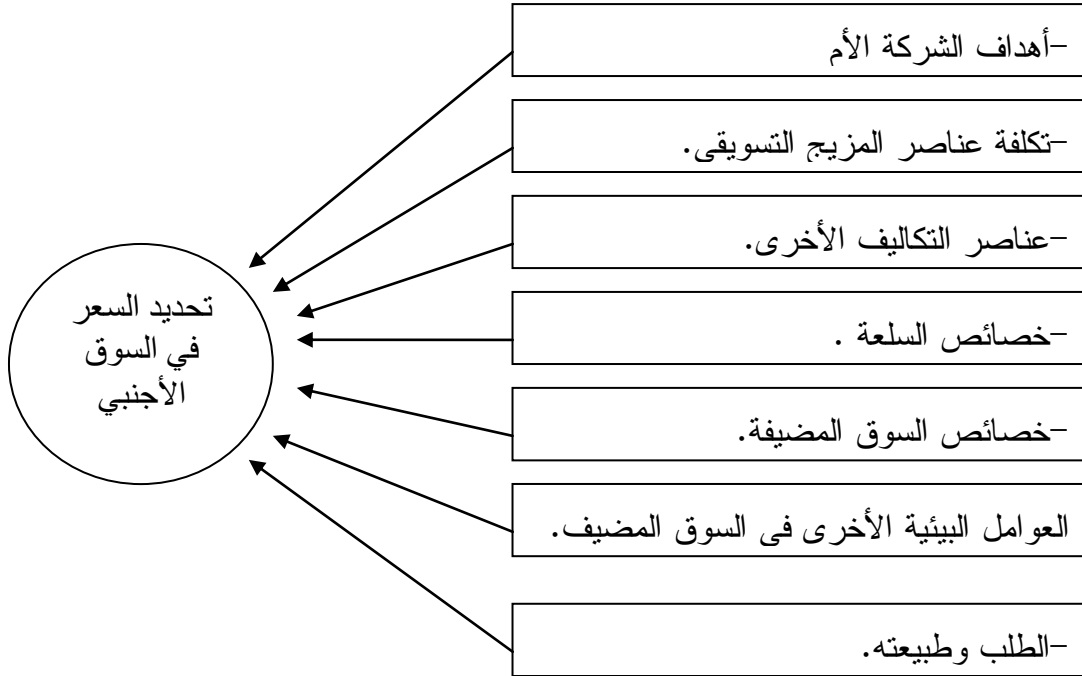 -أهداف الشركة الأم
-تكلفة عناصر المزيج التسويقى.
-عناصر التكاليف الأخرى.
-خصائص السلعة .
-خصائص السوق المضيفة.
العوامل البيئية الأخرى فى السوق المضيف.
-الطلب وطبيعته.
تحديد السعر
في السوق
الأجنبي